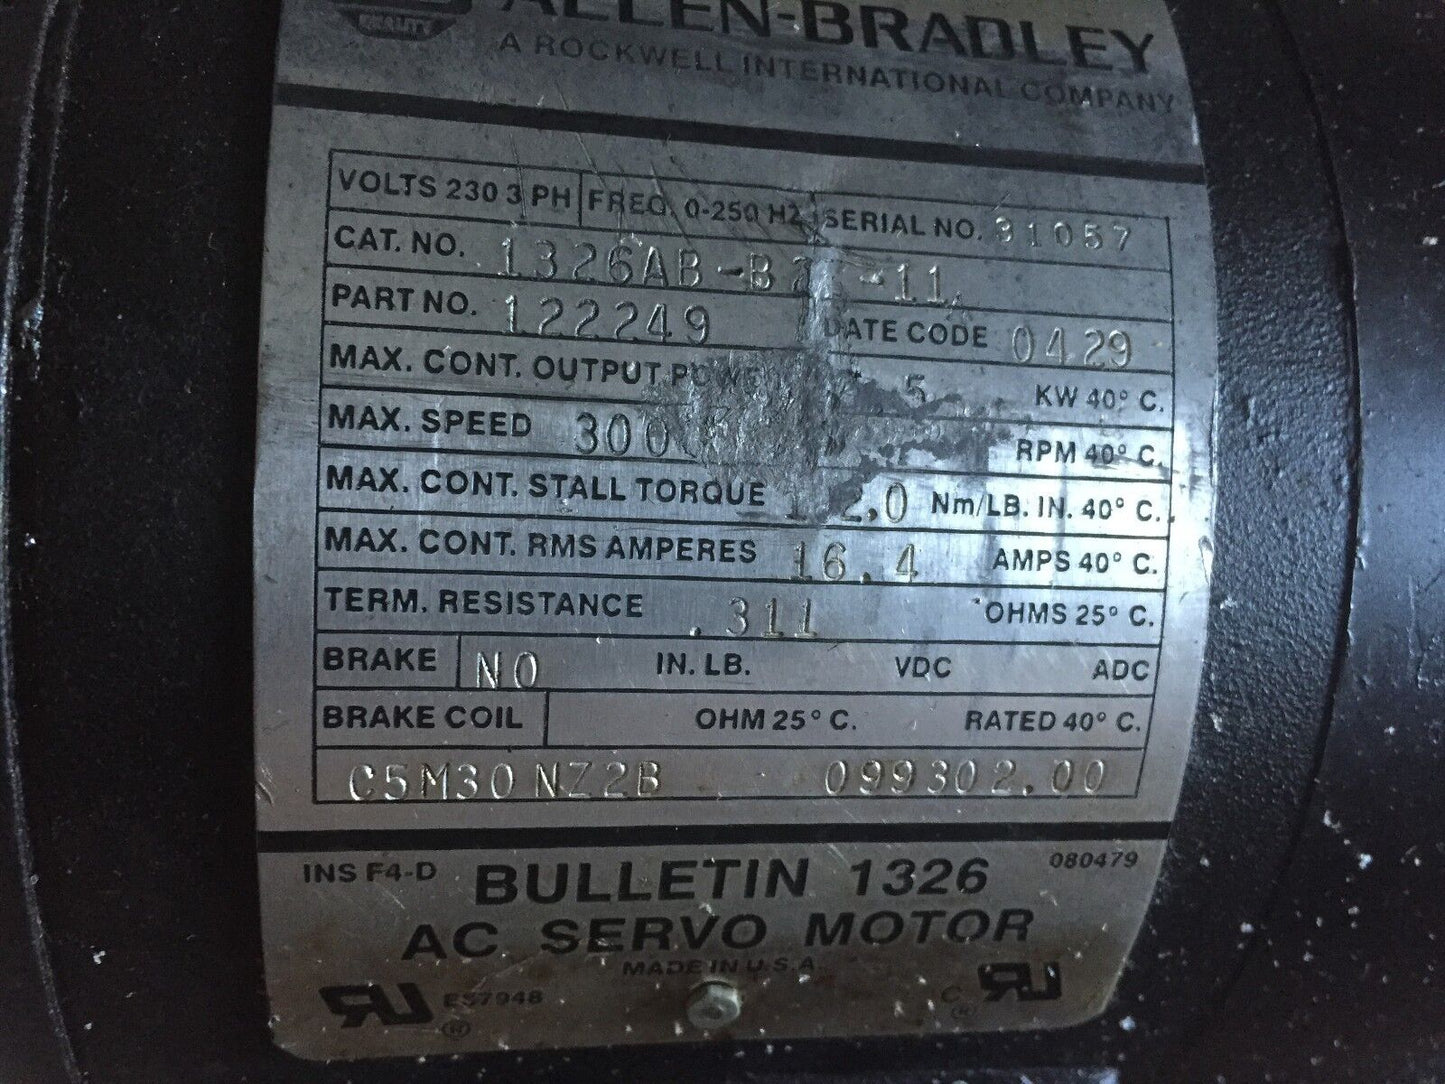 QUALITY
ALLEN-BRADLEY
A ROCKWELL INTERNATIONAL COMPANY
VOLTS 230 3 PH FREQ. 0-250 HZ SERIAL NO. 31057
CAT. NO.
PART NO. 122249 DATE CODE 0429
MAX. CONT. OUTPUT POWER KW 40° C.
MAX. SPEED RPM 40° C.
MAX. CONT. STALL TORQUE Nm/LB. IN. 40° C.
MAX. CONT. RMS AMPERES 16.4 AMPS 40° C.
TERM. RESISTANCE .311 OHMS 25° C.
BRAKE NO IN. LB. VDC ADC
BRAKE COIL OHM 25° C. RATED 40° C.
C5M30NZ2B 099302.00
INS F4-D BULLETIN 1326 080479
AC SERVO MOTOR
MADE IN U.S.A
E57948
®
C
®